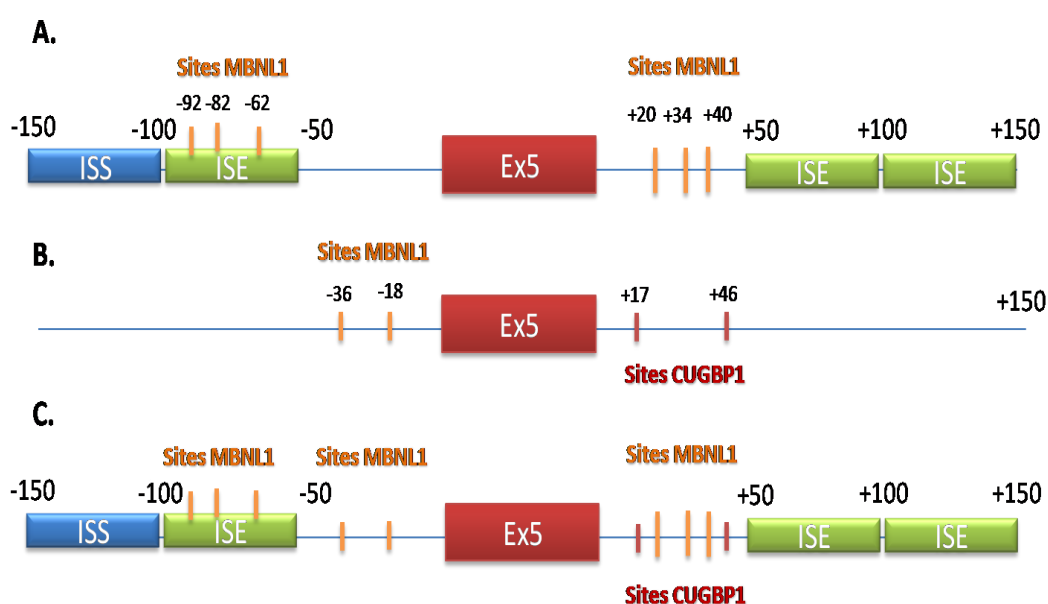 A.
Sites MBNL1 Sites MBNL1
-92 -82 -62 +20 +34 +40
-150 -100 -50 +50 +100 +150
ISS ISE Ex5 ISE ISE
B.
Sites MBNL1
-36 -18 +17 +46 +150
Ex5
Sites CUGBP1
C.
Sites MBNL1 Sites MBNL1 Sites MBNL1
-150 -100 -50 +50 +100 +150
ISS ISE Ex5 ISE ISE
Sites CUGBP1